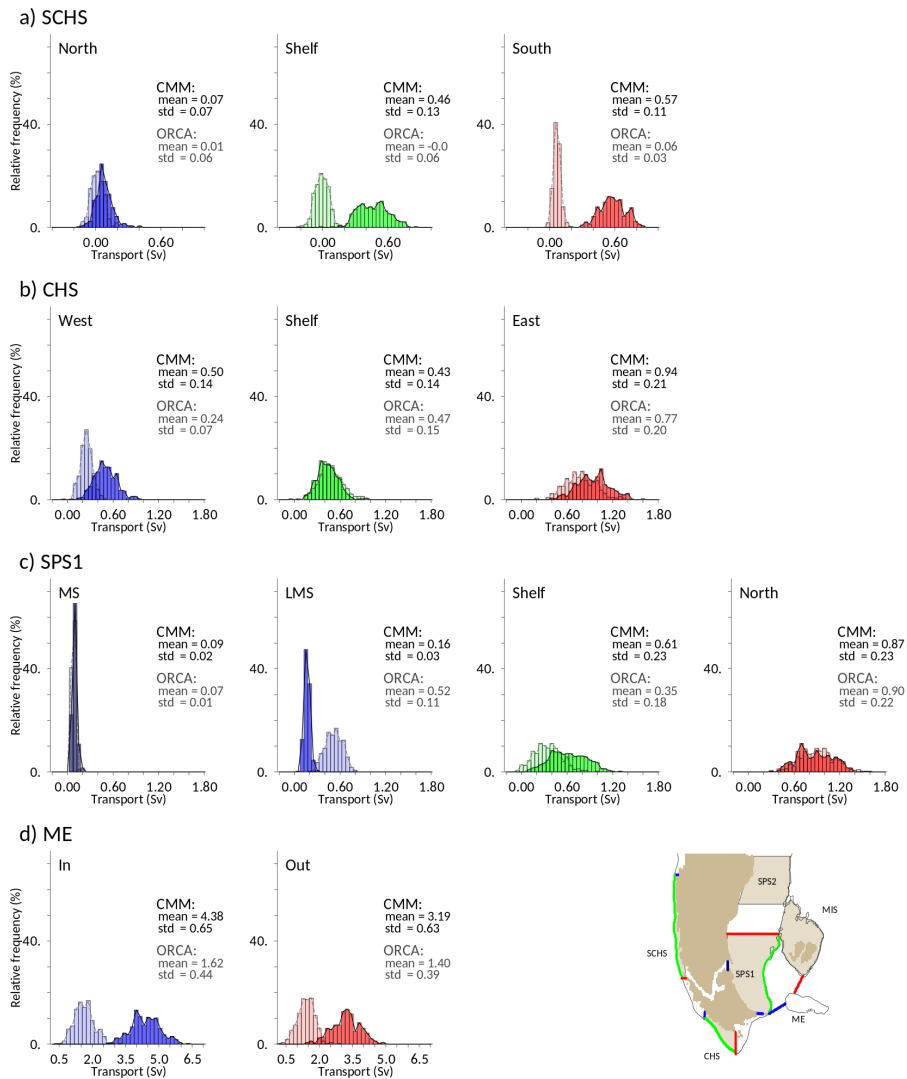 a) SCHS
North
Shelf
South
CMM:
mean = 0.07
std = 0.07
ORCA:
mean = 0.01
std = 0.06
CMM:
mean = 0.46
std = 0.13
ORCA:
mean = -0.0
std = 0.06
CMM:
mean = 0.57
std = 0.11
ORCA:
mean = 0.06
std = 0.03
Relative frequency (%)
40.
0.
40.
0.
40.
0.
0.00 0.60
0.00 0.60
0.00 0.60
Transport (Sv)
Transport (Sv)
Transport (Sv)
b) CHS
West
Shelf
East
CMM:
mean = 0.50
std = 0.14
ORCA:
mean = 0.24
std = 0.07
CMM:
mean = 0.43
std = 0.14
ORCA:
mean = 0.47
std = 0.15
CMM:
mean = 0.94
std = 0.21
ORCA:
mean = 0.77
std = 0.20
Relative frequency (%)
40.
0.
40.
0.
40.
0.
0.00 0.60 1.20 1.80
0.00 0.60 1.20 1.80
0.00 0.60 1.20 1.80
Transport (Sv)
Transport (Sv)
Transport (Sv)
c) SPS1
MS
LMS
Shelf
North
CMM:
mean = 0.09
std = 0.02
ORCA:
mean = 0.07
std = 0.01
CMM:
mean = 0.16
std = 0.03
ORCA:
mean = 0.52
std = 0.11
CMM:
mean = 0.61
std = 0.23
ORCA:
mean = 0.35
std = 0.18
CMM:
mean = 0.87
std = 0.23
ORCA:
mean = 0.90
std = 0.22
Relative frequency (%)
40.
0.
40.
0.
40.
0.
40.
0.
0.00 0.60 1.20 1.80
0.00 0.60 1.20 1.80
0.00 0.60 1.20 1.80
0.00 0.60 1.20 1.80
Transport (Sv)
Transport (Sv)
Transport (Sv)
Transport (Sv)
d) ME
In
Out
CMM:
mean = 4.38
std = 0.65
ORCA:
mean = 1.62
std = 0.44
CMM:
mean = 3.19
std = 0.63
ORCA:
mean = 1.40
std = 0.39
Relative frequency (%)
40.
0.
40.
0.
0.5 2.0 3.5 5.0 6.5
0.5 2.0 3.5 5.0 6.5
Transport (Sv)
Transport (Sv)
SPS2
MIS
SCHS
SPS1
ME
CHS